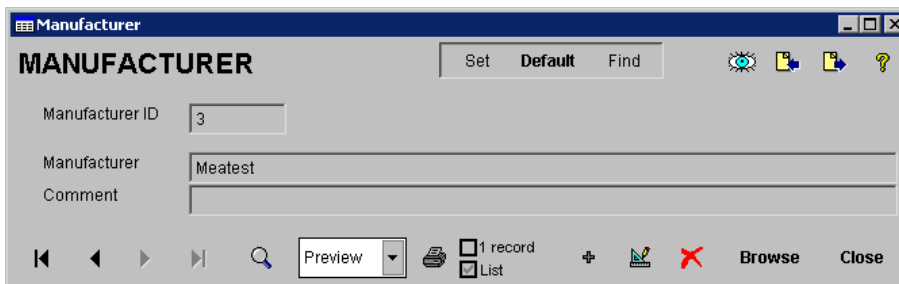 Manufacturer
MANUFACTURER Set Default Find
Manufacturer ID 3
Manufacturer Meatest
Comment
Preview 1 record
List
Browse Close